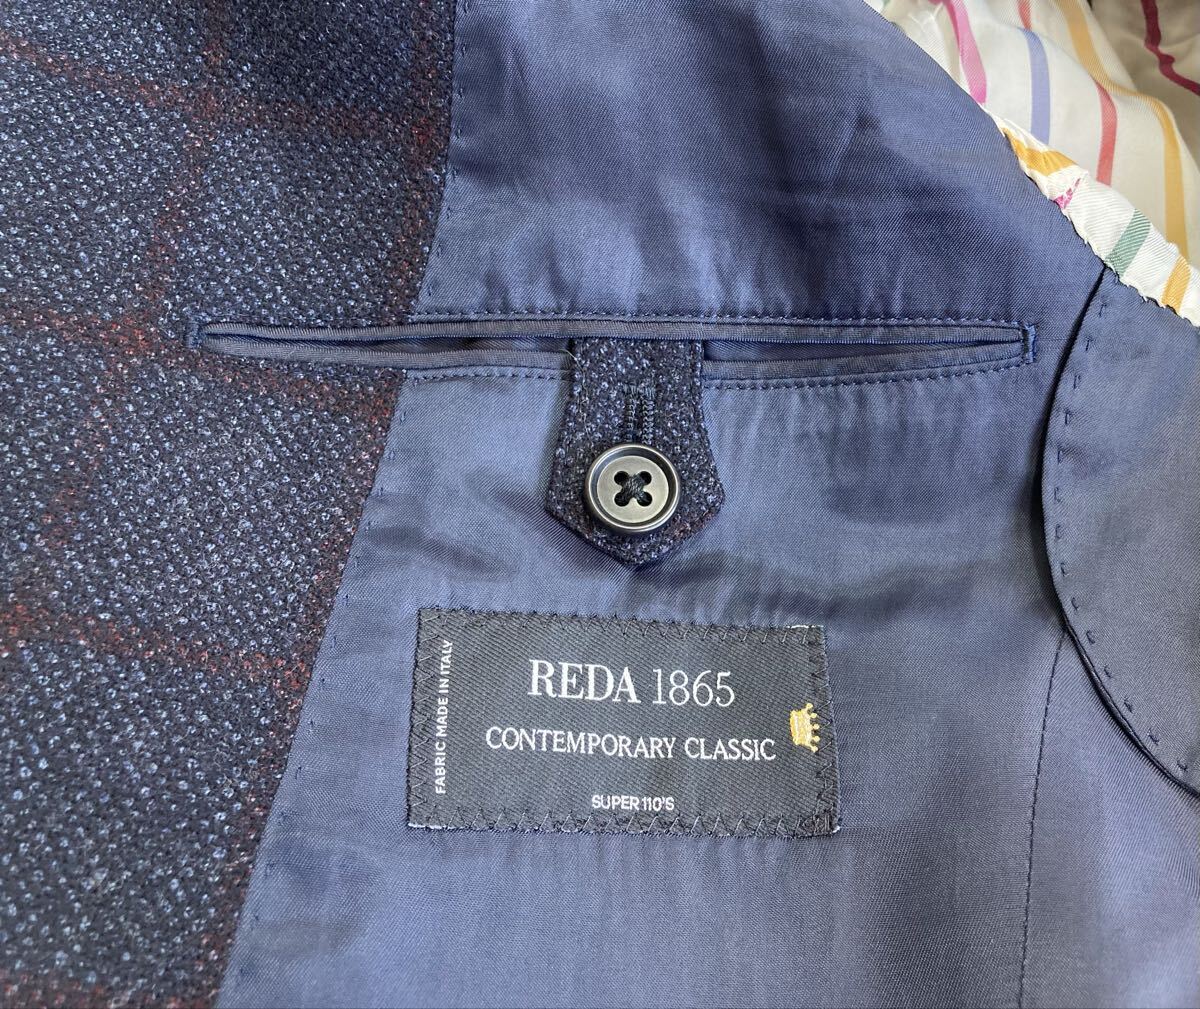 REDA 1865
CONTEMPORARY CLASSIC
SUPER 110'S
FABRIC MADE IN ITALY